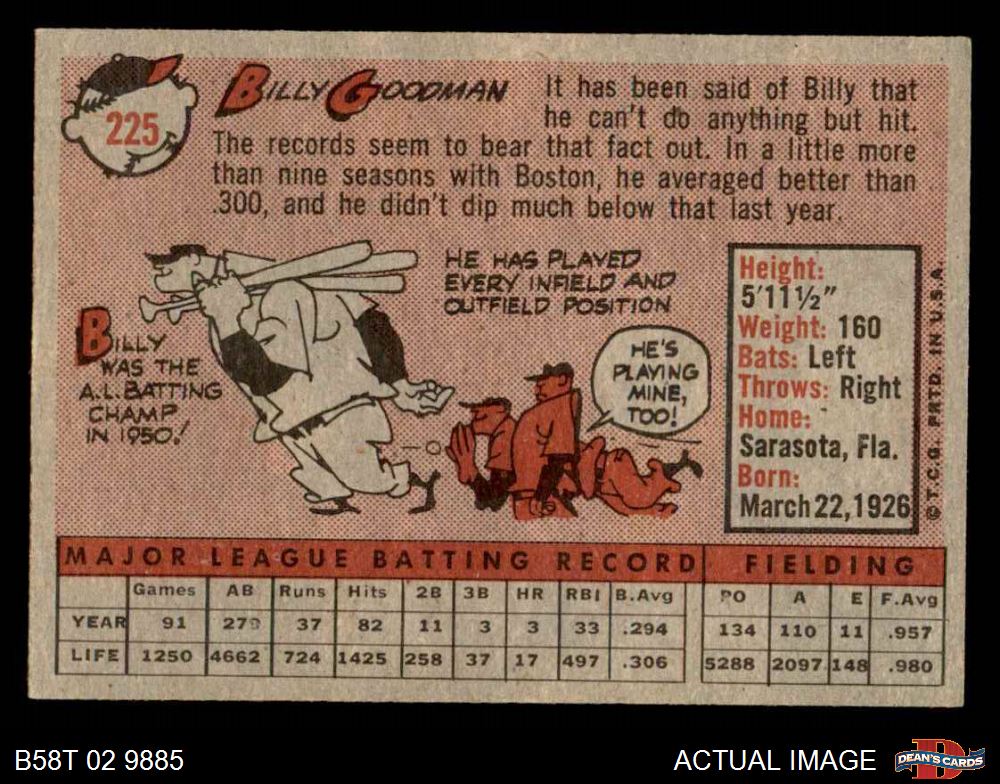 225
BILLY GOODMAN
It has been said of Billy that
he can't do anything but hit.
The records seem to bear that fact out. In a little more
than nine seasons with Boston, he averaged better than
.300, and he didn't dip much below that last year.
BILLY
WAS THE
A.L. BATTING
CHAMP
IN 1950!
HE HAS PLAYED
EVERY INFIELD AND
OUTFIELD POSITION
HE'S
PLAYING
MINE,
TOO!
Height:
5'11½"
Weight: 160
Bats: Left
Throws: Right
Home:
Sarasota, Fla.
Born:
March 22, 1926
© T.C.G. PRTD. IN U.S.A.
MAJOR LEAGUE BATTING RECORD FIELDING
Games AB Runs Hits 2B 3B HR RBI B.Avg PO A E F.Avg
YEAR 91 279 37 82 11 3 3 33 .294 134 110 11 .957
LIFE 1250 4662 724 1425 258 37 17 497 .306 5288 2097 148 .980
B58T 02 9885
ACTUAL IMAGE
D
DEAN'S CARDS